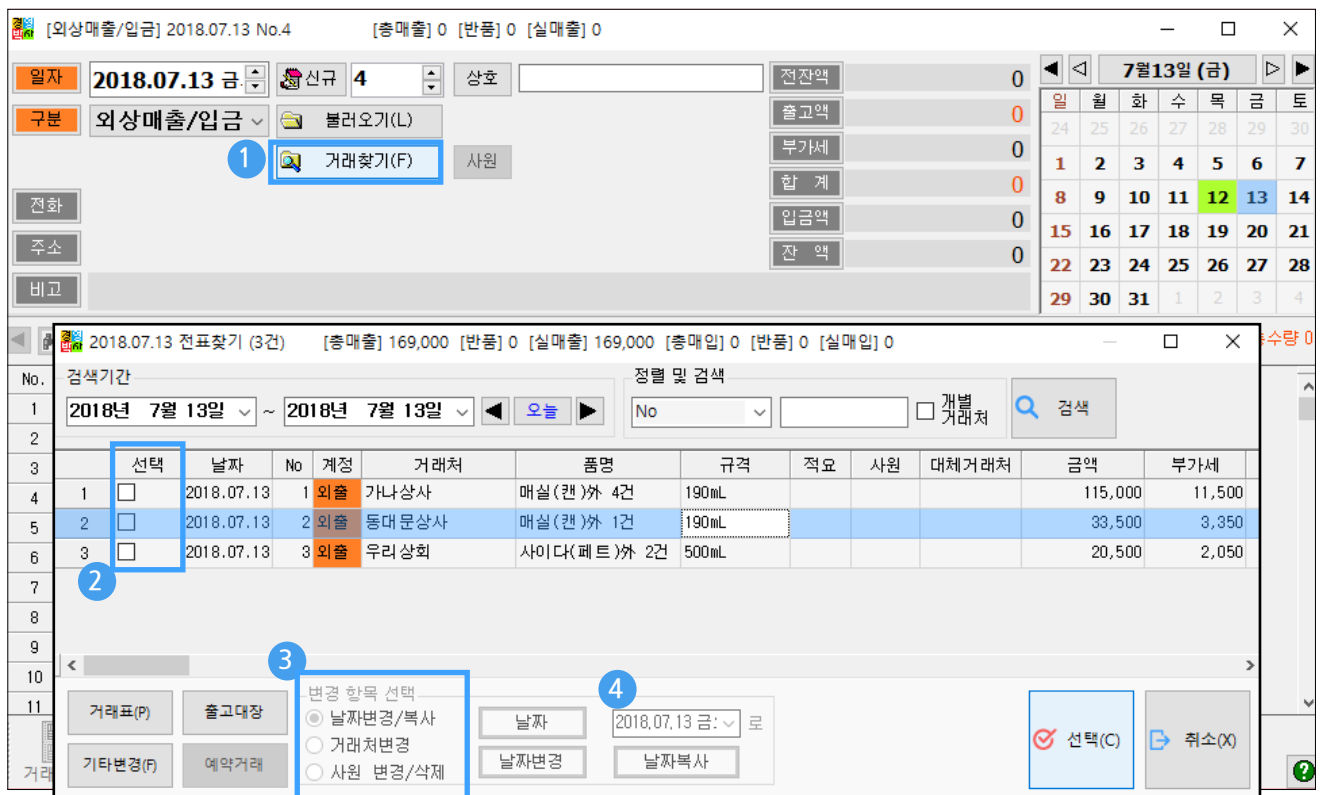 [외상매출/입금] 2018.07.13 No.4 [총매출] 0 [반품] 0 [실매출] 0
일자 2018.07.13 금. 신규 4 상호 전잔액 0 7월13일 (금)
구분 외상매출/입금 불러오기(L) 출고액 0 일 월 화 수 목 금 토
24 25 26 27 28 29 30
1 거래찾기(F) 사원 부가세 0 1 2 3 4 5 6 7
합 계 0 8 9 10 11 12 13 14
전화 입금액 0 15 16 17 18 19 20 21
주소 잔 액 0 22 23 24 25 26 27 28
비고 29 30 31 1 2 3 4
2018.07.13 전표찾기 (3건) [총매출] 169,000 [반품] 0 [실매출] 169,000 [총매입] 0 [반품] 0 [실매입] 0 수량 0
No. 검색기간 정렬 및 검색
1 2018년 7월 13일 ~ 2018년 7월 13일 오늘 No 개별거래처 검색
2
3 선택 날짜 No 계정 거래처 품명 규격 적요 사원 대체거래처 금액 부가세
4 1 2018.07.13 1 외출 가나상사 매실(캔)外 4건 190mL 115,000 11,500
5 2 2018.07.13 2 외출 동대문상사 매실(캔)外 1건 190mL 33,500 3,350
6 3 2018.07.13 3 외출 우리상회 사이다(페트)外 2건 500mL 20,500 2,050
7 2
8
9
10 3
11 변경 항목 선택 4
거래표(P) 출고대장 날짜변경/복사 날짜 2018,07,13 금: 로
거래처변경 선택(C) 취소(X)
거래 기타변경(F) 예약거래 사원 변경/삭제 날짜변경 날짜복사